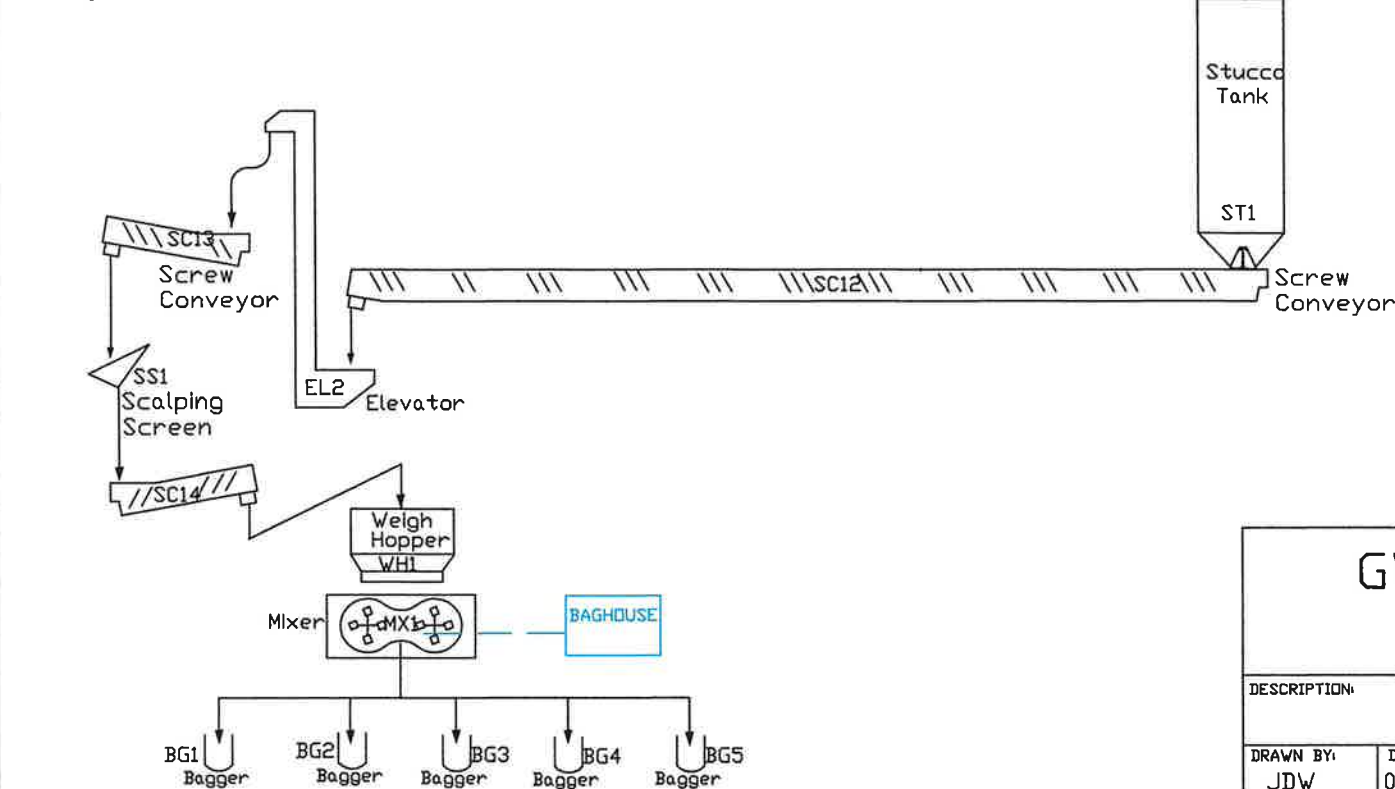 Stucco
Tank
ST1
SC13
Screw
Conveyor
SC12
Screw
Conveyor
SS1
Scalping
Screen
EL2
Elevator
SC14
Weigh
Hopper
WH1
MIxer
MX1
BAGHOUSE
BG1
Bagger
BG2
Bagger
BG3
Bagger
BG4
Bagger
BG5
Bagger
DESCRIPTION:
DRAWN BY:
JDW